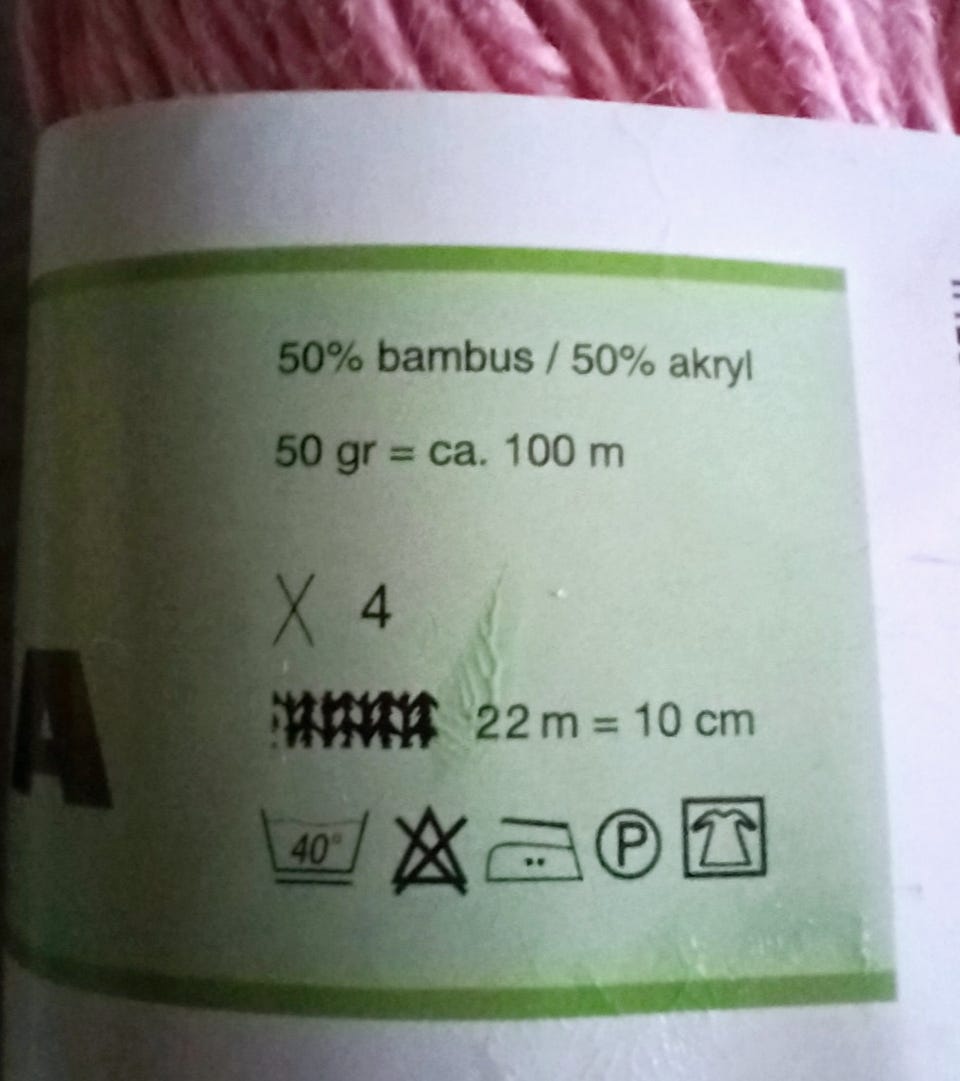 50% bambus / 50% akryl
50 gr = ca. 100 m
4
22 m = 10 cm
A
40°
P